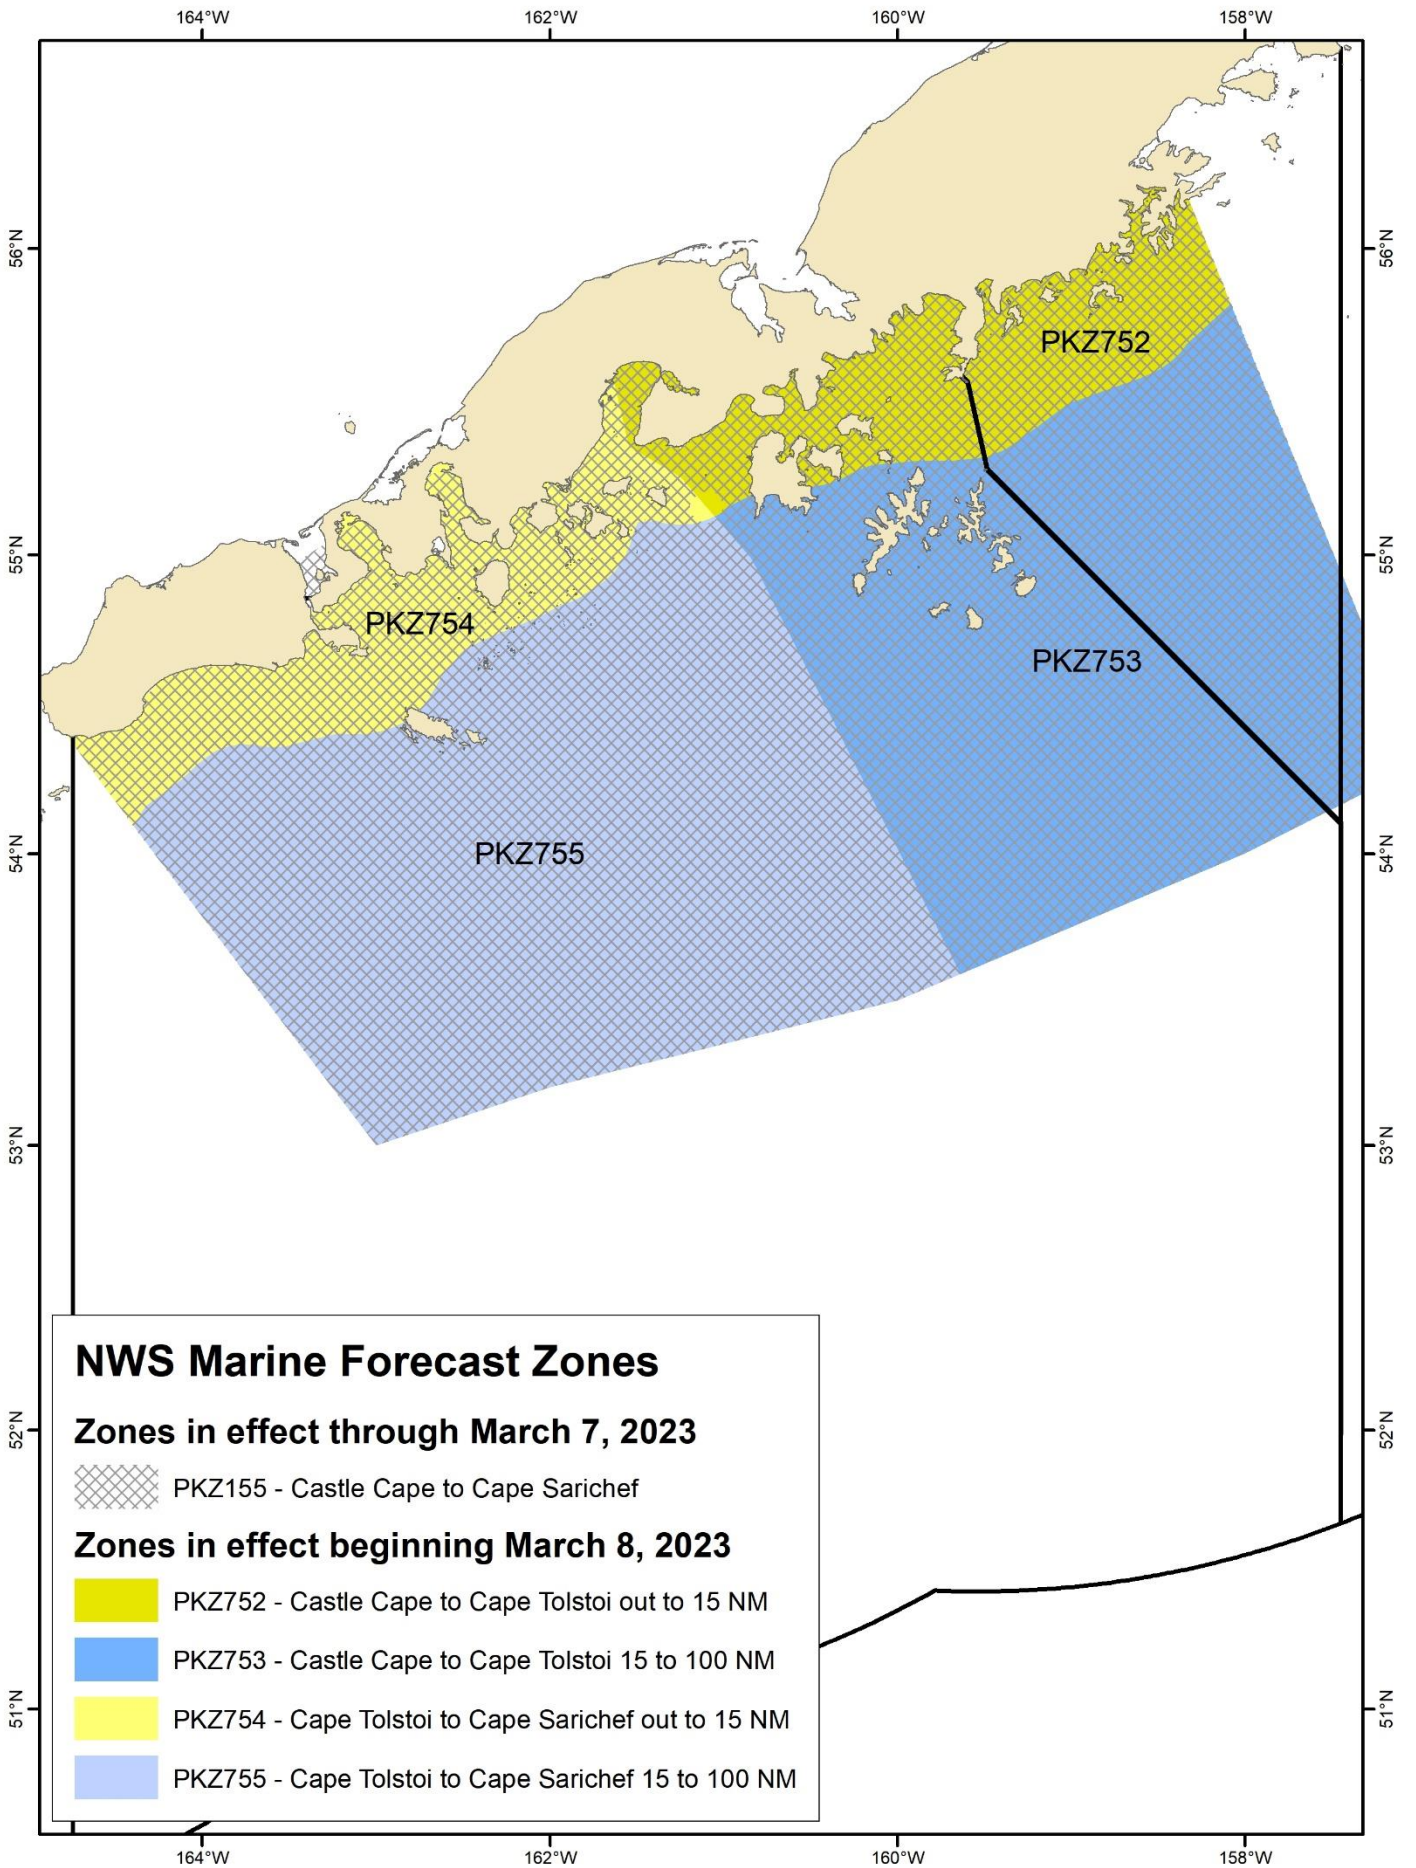 164°W 162°W 160°W 158°W
56°N 56°N
PKZ752
55°N 55°N
PKZ754
PKZ753
54°N PKZ755 54°N
53°N 53°N
NWS Marine Forecast Zones
Zones in effect through March 7, 2023
52°N 52°N
PKZ155 - Castle Cape to Cape Sarichef
Zones in effect beginning March 8, 2023
PKZ752 - Castle Cape to Cape Tolstoi out to 15 NM
PKZ753 - Castle Cape to Cape Tolstoi 15 to 100 NM
51°N 51°N
PKZ754 - Cape Tolstoi to Cape Sarichef out to 15 NM
PKZ755 - Cape Tolstoi to Cape Sarichef 15 to 100 NM
164°W 162°W 160°W 158°W